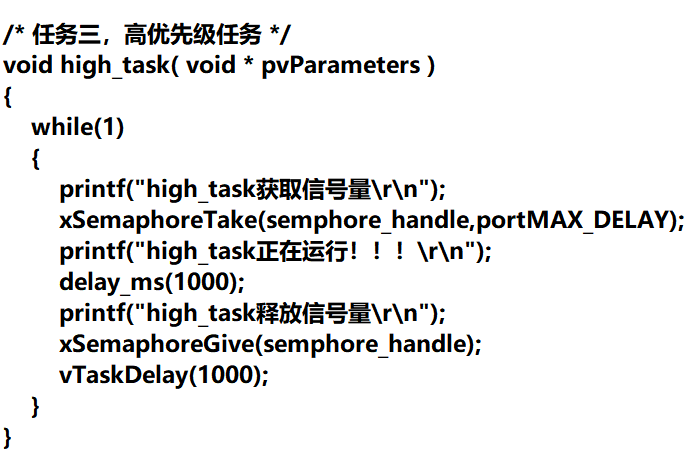 /* 任务三，高优先级任务 */
void high_task( void * pvParameters )
{
    while(1)
    {
        printf("high_task获取信号量\r\n");
        xSemaphoreTake(semphore_handle,portMAX_DELAY);
        printf("high_task正在运行！！！\r\n");
        delay_ms(1000);
        printf("high_task释放信号量\r\n");
        xSemaphoreGive(semphore_handle);
        vTaskDelay(1000);
    }
}